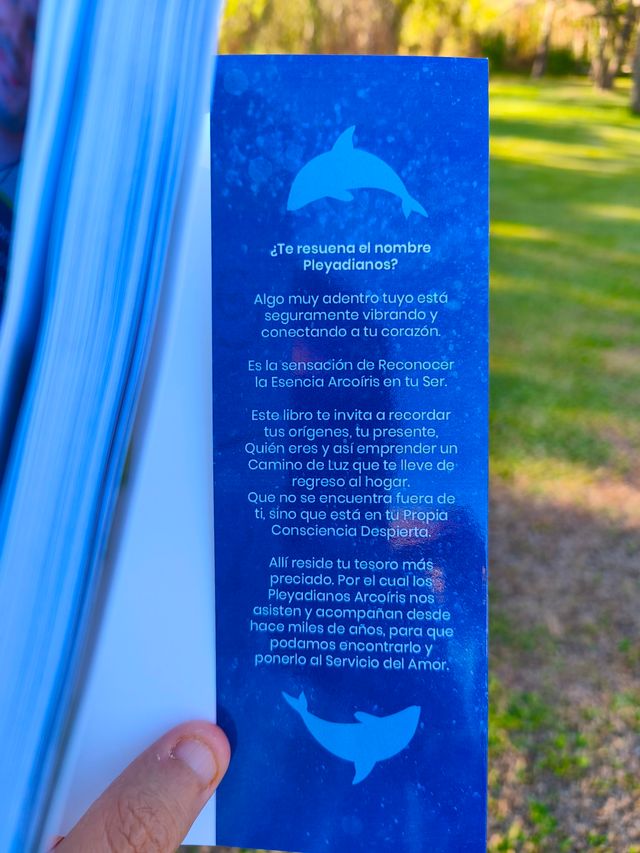 ¿Te resuena el nombre
Pleyadianos?
Algo muy adentro tuyo está
seguramente vibrando y
conectando a tu corazón.
Es la sensación de Reconocer
la Esencia Arcoíris en tu Ser.
Este libro te invita a recordar
tus orígenes, tu presente,
Quién eres y así emprender un
Camino de Luz que te lleve de
regreso al hogar.
Que no se encuentra fuera de
ti, sino que está en tu Propia
Consciencia Despierta.
Allí reside tu tesoro más
preciado. Por el cual los
Pleyadianos Arcoíris nos
asisten y acompañan desde
hace miles de años, para que
podamos encontrarlo y
ponerlo al Servicio del Amor.